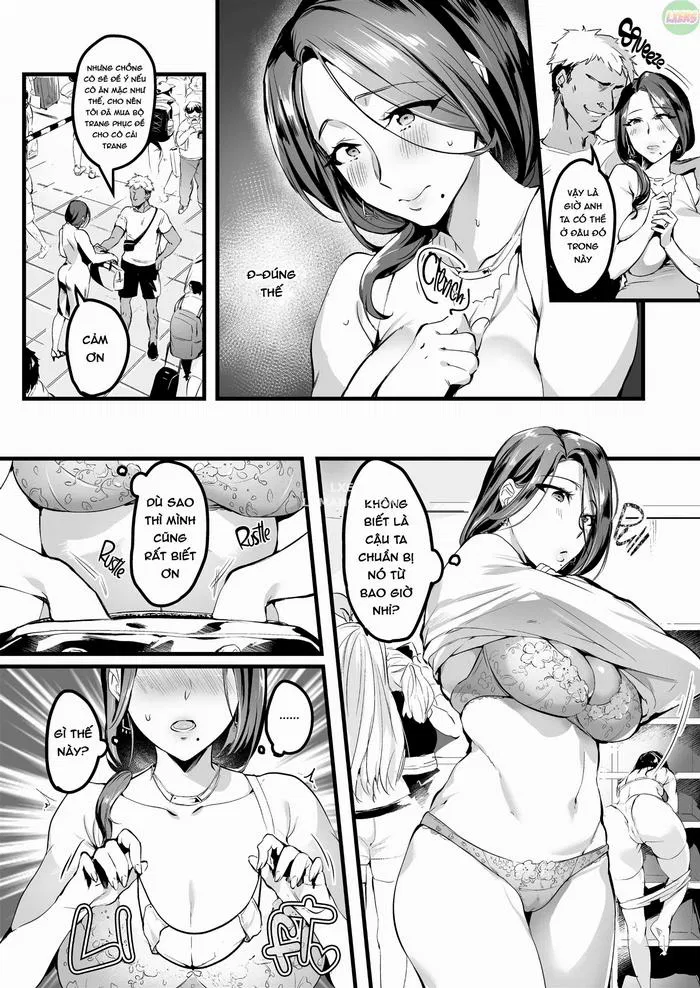 LXERS
Squeeze
VẬY LÀ
GIỜ ANH
TA CÓ THỂ
Ở ĐÂU ĐÓ
TRONG
NÀY
Đ-ĐÚNG
THẾ
Clench
NHƯNG CHỒNG
CÔ SẼ ĐỂ Ý NẾU
CÔ ĂN MẶC NHƯ
THẾ, CHO NÊN
TÔI ĐÃ MUA BỘ
TRANG PHỤC ĐỂ
CHO CÔ CẢI
TRANG
CẢM
ƠN
KHÔNG
BIẾT LÀ
CẬU TA
CHUẨN BỊ
NÓ TỪ
BAO GIỜ
NHỈ?
DÙ SAO
THÌ MÌNH
CŨNG
RẤT BIẾT
ƠN
Rustle
Rustle
......
GÌ THẾ
NÀY?
LIFT